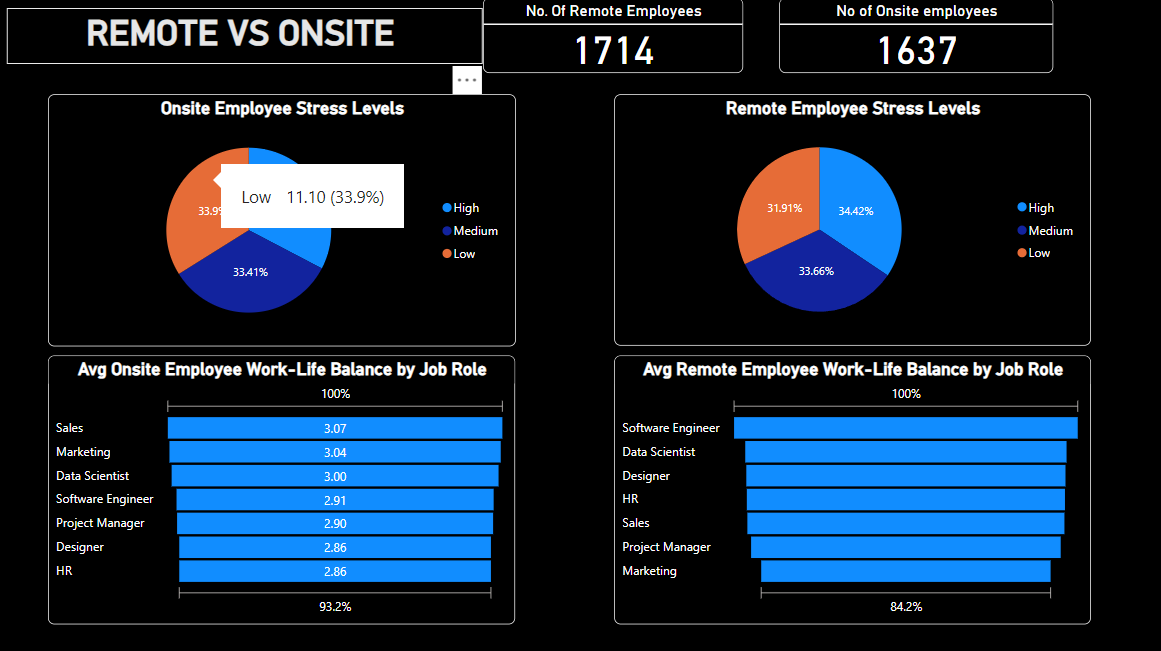 REMOTE VS ONSITE
No. Of Remote Employees
1714
No of Onsite employees
1637
Onsite Employee Stress Levels
Low 11.10 (33.9%)
33.9
33.41%
High
Medium
Low
Remote Employee Stress Levels
31.91%
34.42%
33.66%
High
Medium
Low
Avg Onsite Employee Work-Life Balance by Job Role
100%
Sales 3.07
Marketing 3.04
Data Scientist 3.00
Software Engineer 2.91
Project Manager 2.90
Designer 2.86
HR 2.86
93.2%
Avg Remote Employee Work-Life Balance by Job Role
100%
Software Engineer
Data Scientist
Designer
HR
Sales
Project Manager
Marketing
84.2%